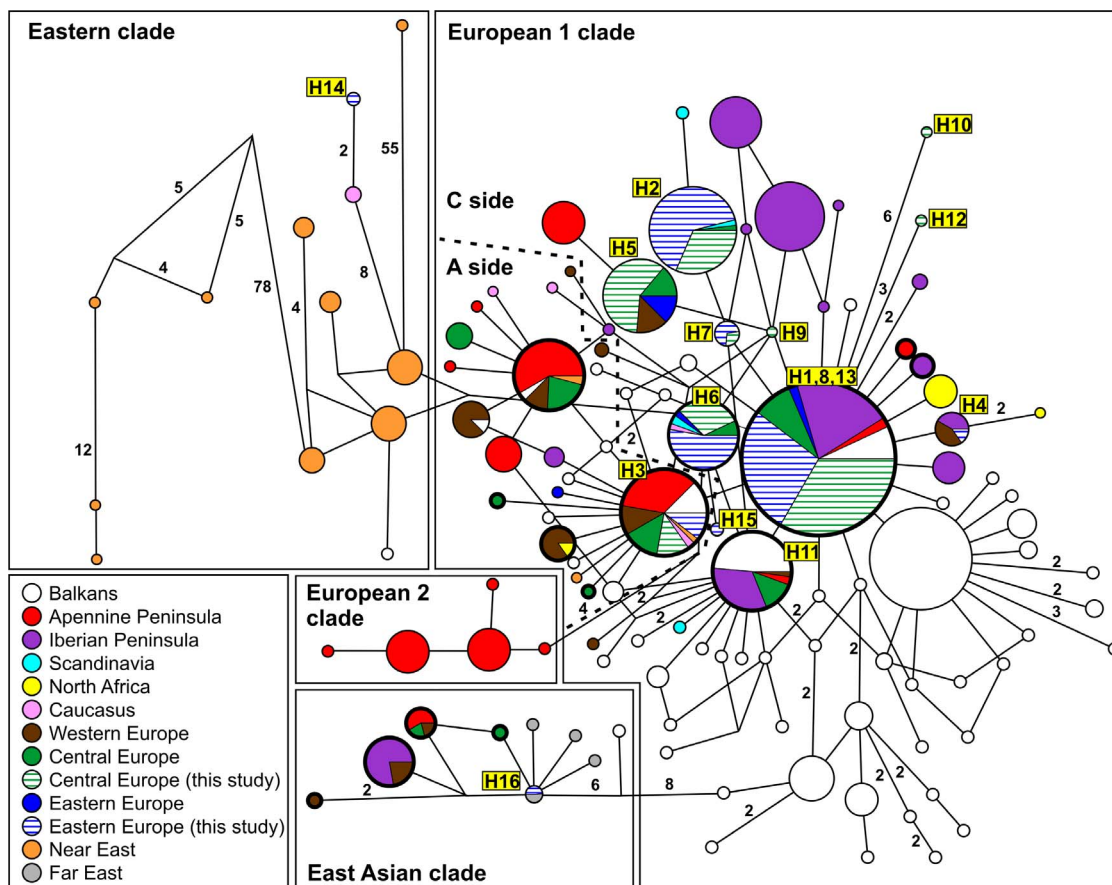 Eastern clade
European 1 clade
H14
55
2
5
5
4
78
4
8
12
C side
A side
H2
H5
H10
H12
6
3
2
H7
H9
H1,8,13
H6
H4
2
2
H3
H15
H11
4
2
2
2
2
2
2
3
2
2
2
2
2
European 2
clade
Balkans
Apennine Peninsula
Iberian Peninsula
Scandinavia
North Africa
Caucasus
Western Europe
Central Europe
Central Europe (this study)
Eastern Europe
Eastern Europe (this study)
Near East
Far East
H16
2
6
8
East Asian clade